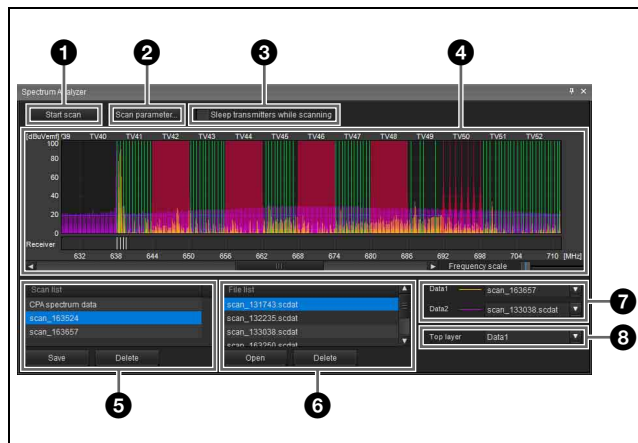 1 2 3 4
Spectrum Analyzer
Start scan Scan parameter... Sleep transmitters while scanning
[dBuVemf] '39 TV40 TV41 TV42 TV43 TV44 TV45 TV46 TV47 TV48 TV49 TV50 TV51 TV52
100
80
60
40
20
0
Receiver
632 638 644 650 656 662 668 674 680 686 692 698 704 710 [MHz]
Frequency scale
Scan list
CPA spectrum data
scan_163524
scan_163657
Save Delete
File list
scan_131743.scdat
scan_132235.scdat
scan_133038.scdat
scan_163250.scdat
Open Delete
Data1 scan_163657
Data2 scan_133038.scdat
7
Top layer Data1
8
5 6